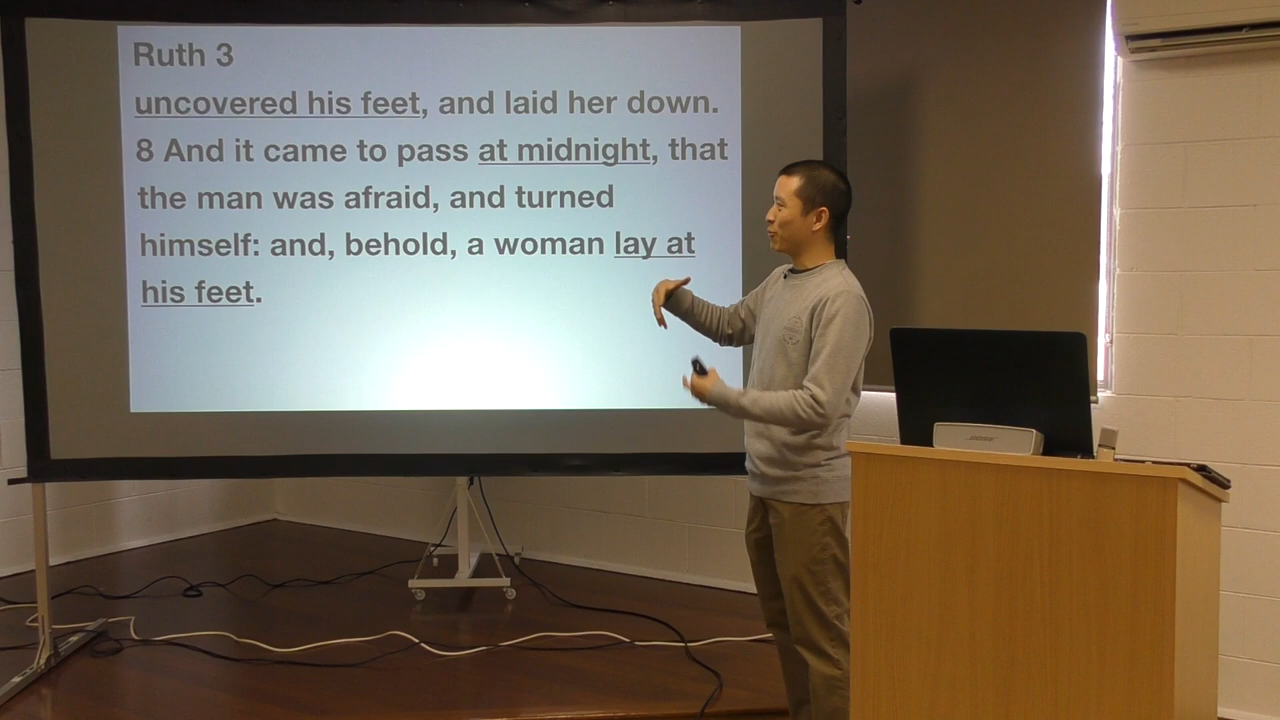 Ruth 3
uncovered his feet, and laid her down.
8 And it came to pass at midnight, that
the man was afraid, and turned
himself: and, behold, a woman lay at
his feet.
BOSE